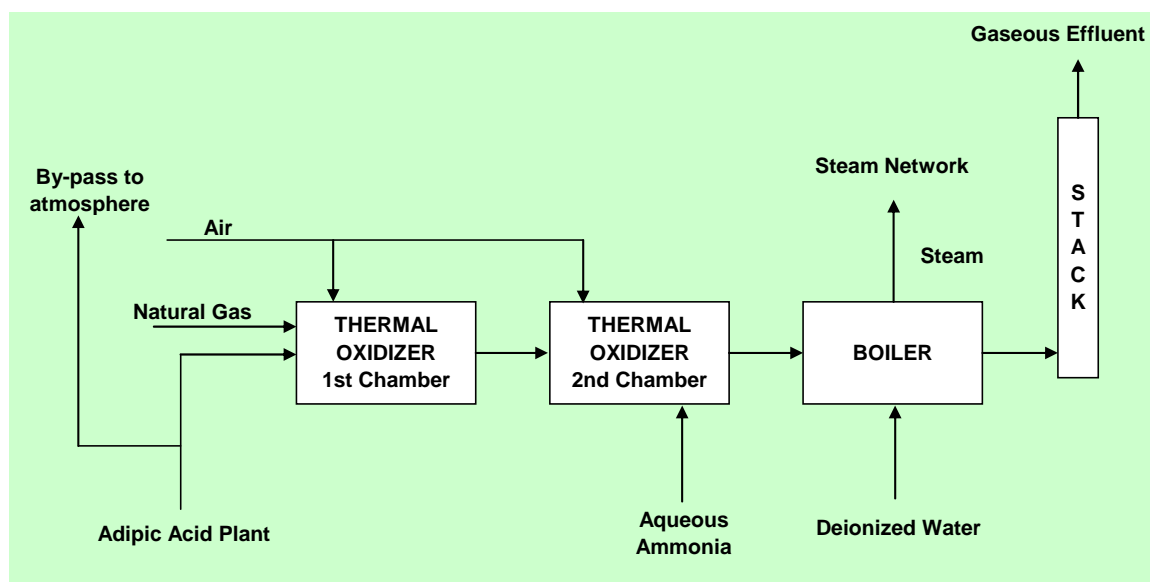 Gaseous Effluent
By-pass to
atmosphere
Steam Network
S
T
A
C
K
Air
Steam
Natural Gas
THERMAL
OXIDIZER
1st Chamber
THERMAL
OXIDIZER
2nd Chamber
BOILER
Adipic Acid Plant
Aqueous
Ammonia
Deionized Water